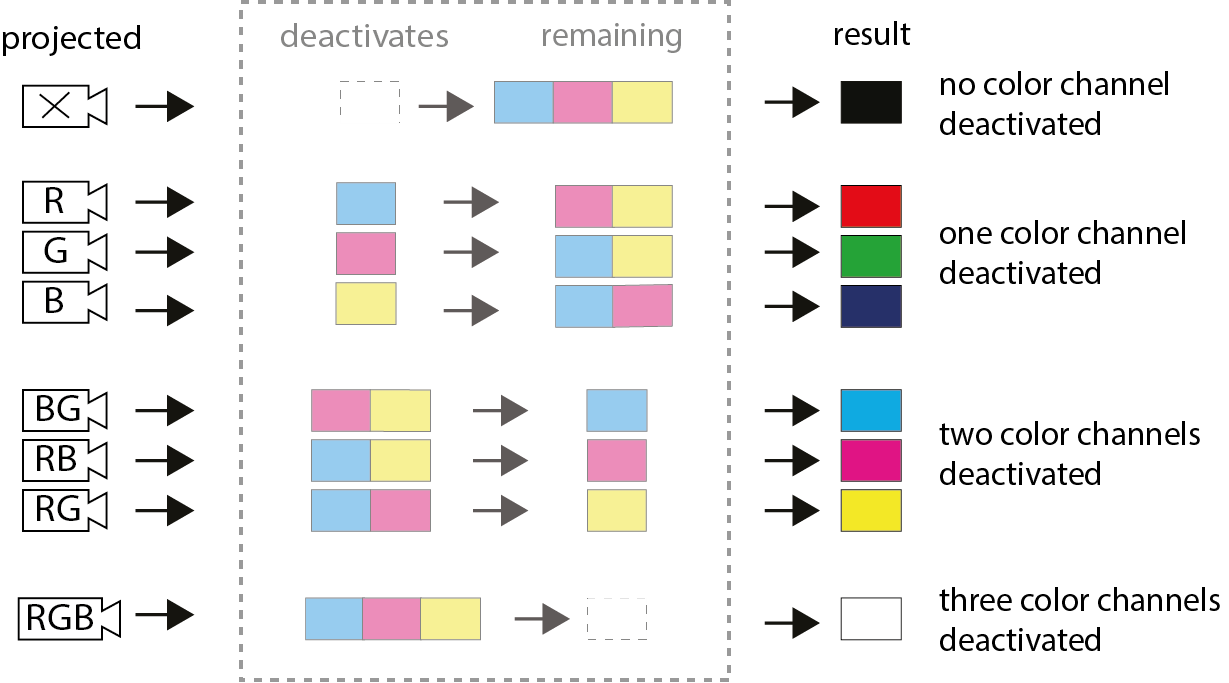 projected
deactivates
remaining
result
no color channel
deactivated
R
G
B
one color channel
deactivated
BG
RB
RG
two color channels
deactivated
RGB
three color channels
deactivated